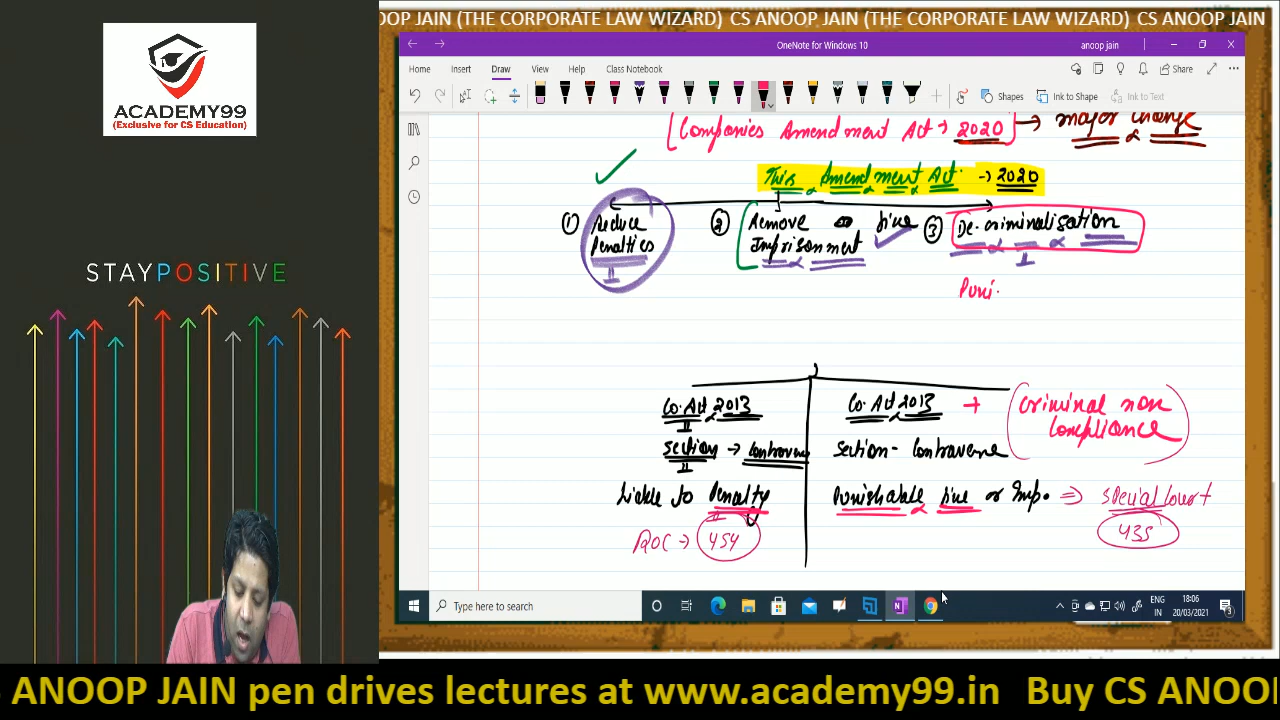 OOP JAIN (THE CORPORATE LAW WIZARD) CS ANOOP JAIN (THE CORPORATE LAW WIZARD) CS ANOOP JAIN
ACADEMY99
(Exclusive for CS Education)
STAYPOSITIVE
OneNote for Windows 10
anoop jain
Home Insert Draw View Help Class Notebook
Share
Shapes
Ink to Shape
Ink to Text
Companies Amendment Act → 2020 → Major Change
This Amendment Act → 2020
① Reduce Penalties
② Remove Imprisonment or fine
③ De-criminalisation
Puni.
Co. Act 2013
Section → Contravene
Liable to Penalty
ROC → 454
Co. Act 2013 + Criminal non Compliance
Section - Contravene
Punishable fine or Imp. ⇒ Special Court
435
Type here to search
ENG
IN
18:06
20/03/2021
3
ANOOP JAIN pen drives lectures at www.academy99.in Buy CS ANOO